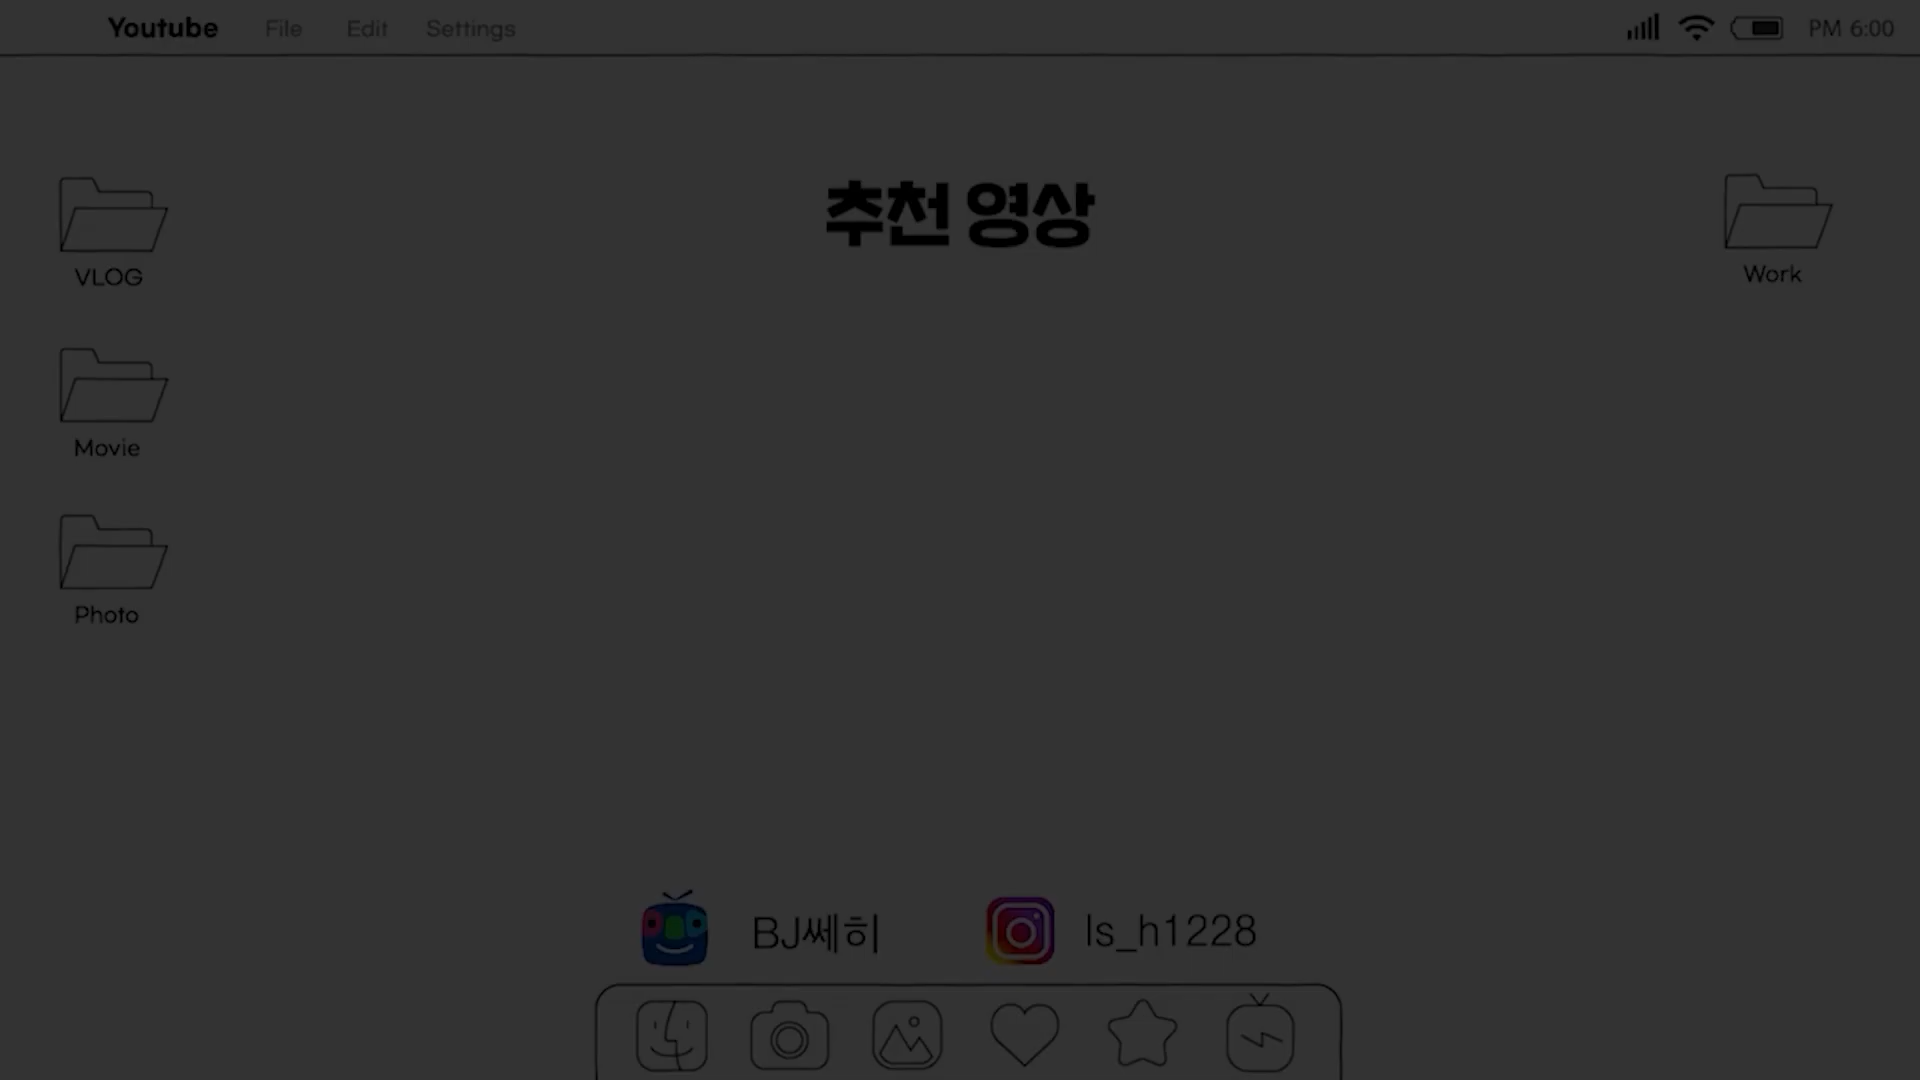 Youtube File Edit Settings PM 6:00
추천 영상
VLOG
Work
Movie
Photo
BJ쎄히 ls_h1228